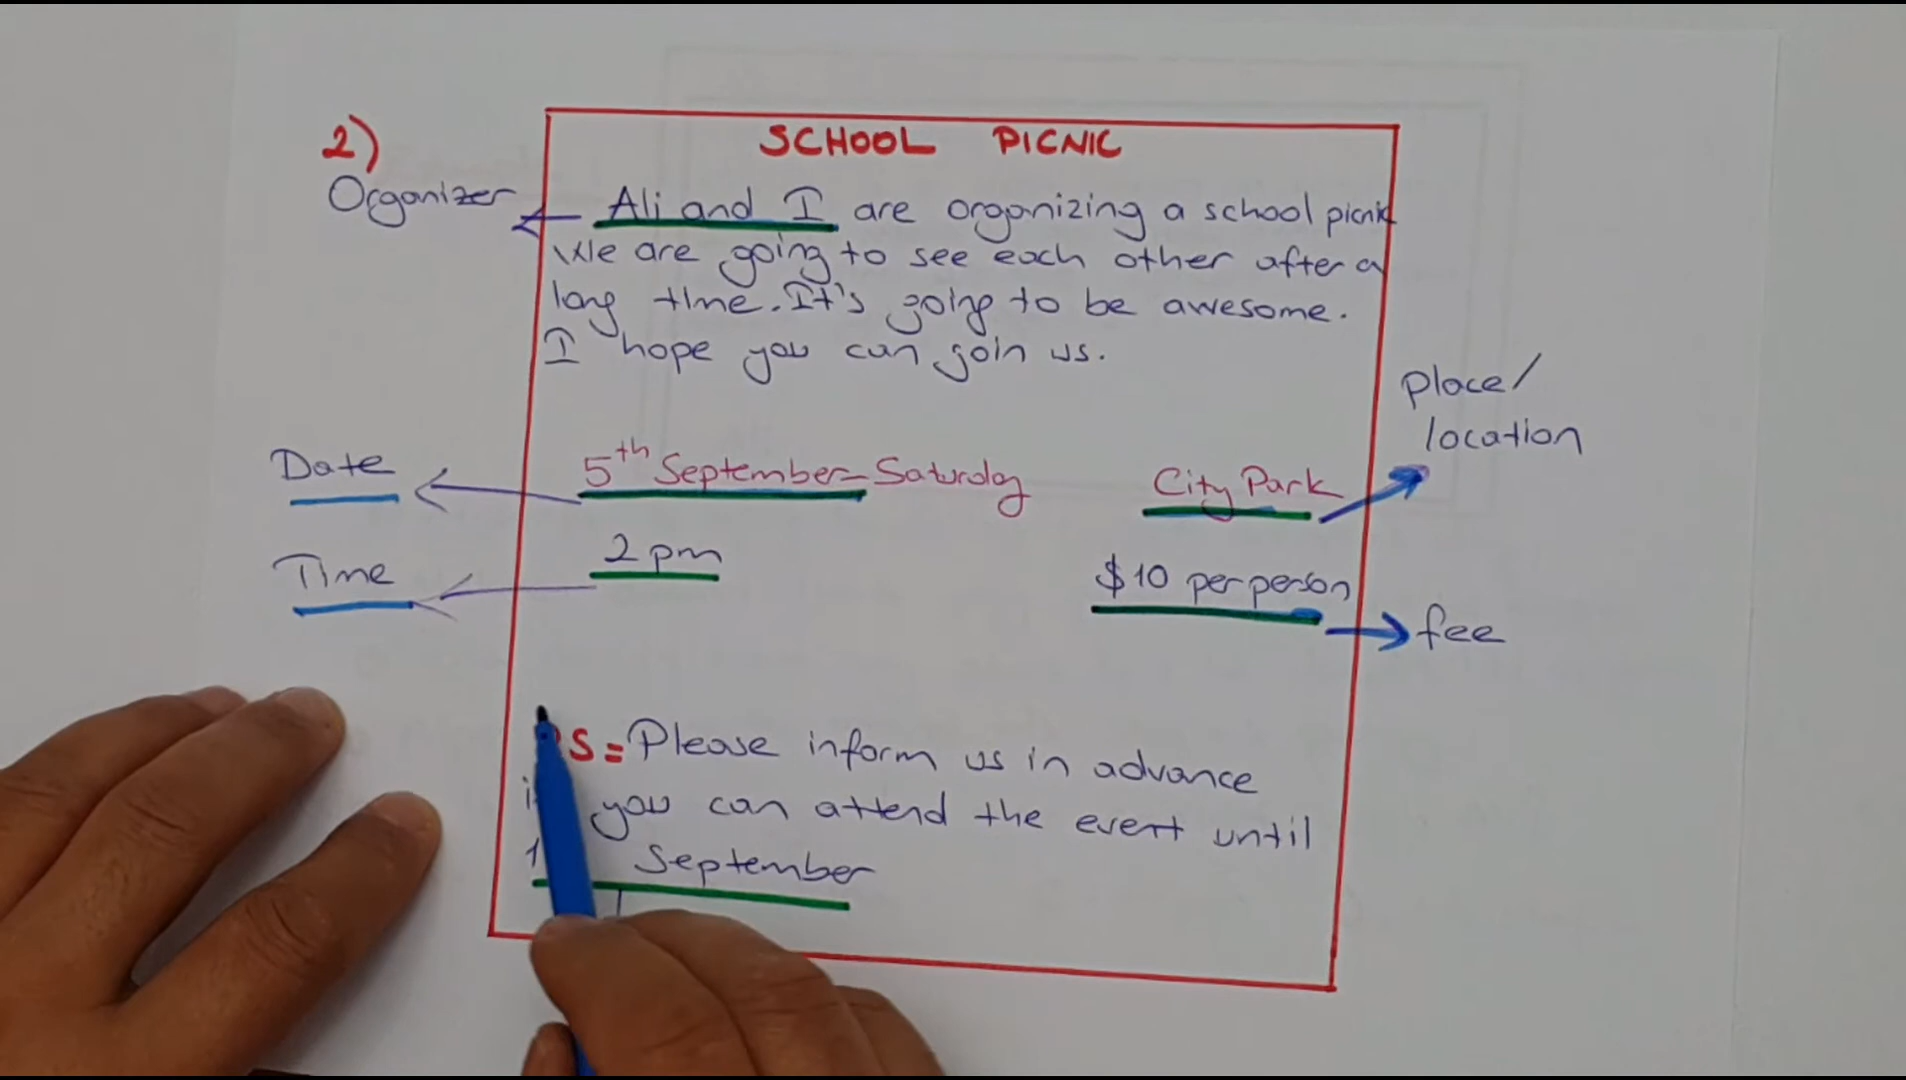 2)
SCHOOL PICNIC
Organizer
Ali and I are organizing a school picnic
We are going to see each other after a
long time. It's going to be awesome.
I hope you can join us.
Place/
location
Date
5th September - Saturday
City Park
Time
2 pm
$10 per person
fee
S = Please inform us in advance
you can attend the event until
September